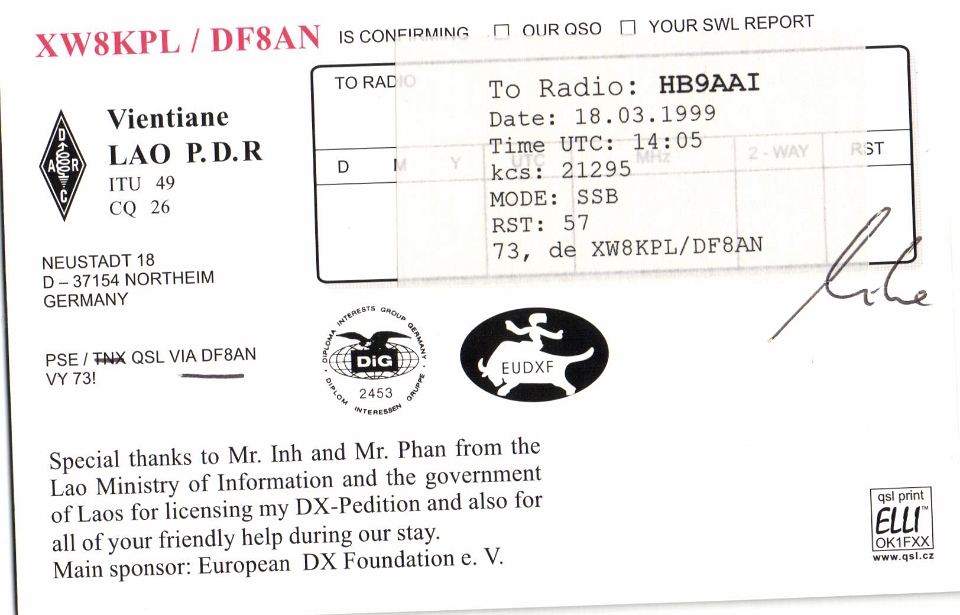 XW8KPL / DF8AN IS CONFIRMING ☐ OUR QSO ☐ YOUR SWL REPORT
Vientiane
LAO P.D.R
ITU 49
CQ 26
DARC
TO RADIO
D M Y UTC MHz 2 - WAY RST
To Radio: HB9AAI
Date: 18.03.1999
Time UTC: 14:05
kcs: 21295
MODE: SSB
RST: 57
73, de XW8KPL/DF8AN
NEUSTADT 18
D – 37154 NORTHEIM
GERMANY
PSE / TNX QSL VIA DF8AN
VY 73!
DIPLOMA INTERESTS GROUP GERMANY
DIG
2453
DIPLOM INTERESSEN GRUPPE
EUDXF
Special thanks to Mr. Inh and Mr. Phan from the
Lao Ministry of Information and the government
of Laos for licensing my DX-Pedition and also for
all of your friendly help during our stay.
Main sponsor: European DX Foundation e. V.
qsl print
ELLI™
OK1FXX
www.qsl.cz